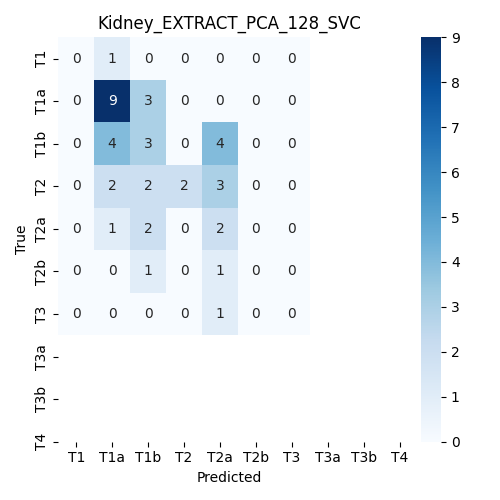 Kidney_EXTRACT_PCA_128_SVC
T1 0 1 0 0 0 0 0
T1a 0 9 3 0 0 0 0
T1b 0 4 3 0 4 0 0
T2 0 2 2 2 3 0 0
T2a 0 1 2 0 2 0 0
T2b 0 0 1 0 1 0 0
T3 0 0 0 0 1 0 0
T3a
T3b
T4
True
T1 T1a T1b T2 T2a T2b T3 T3a T3b T4
Predicted
9
8
7
6
5
4
3
2
1
0